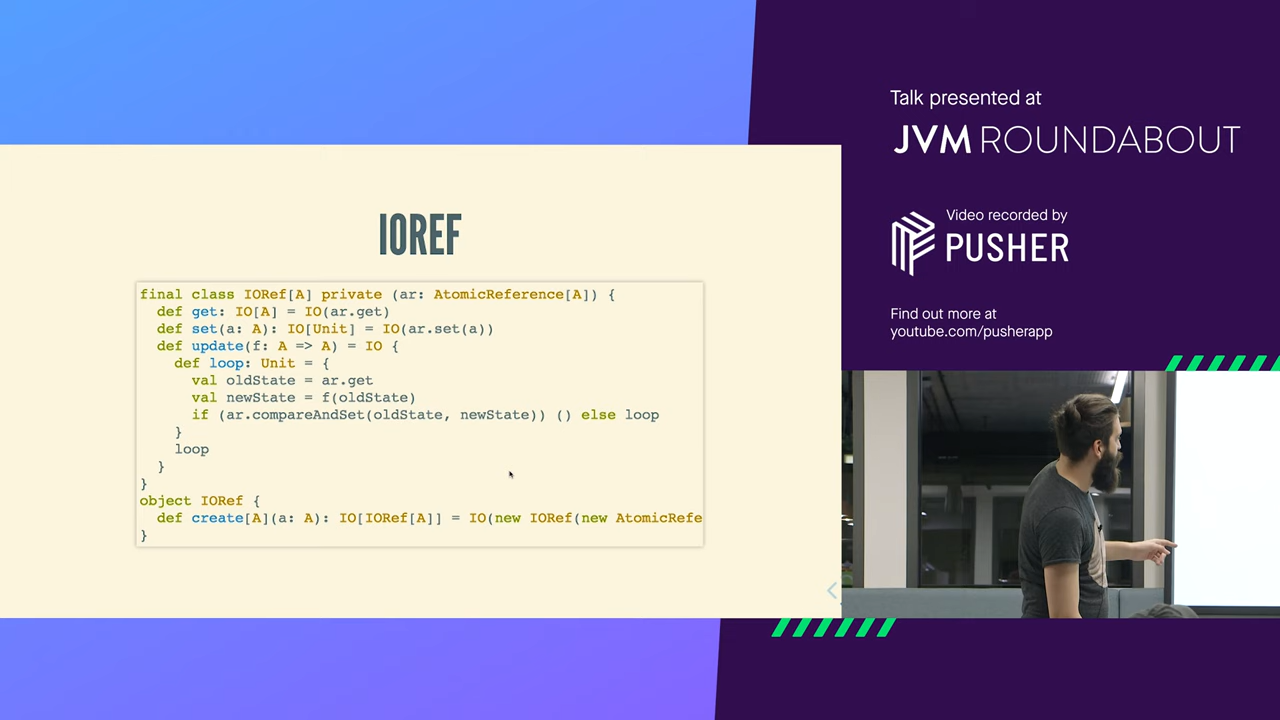 Talk presented at
JVM ROUNDABOUT
Video recorded by
PUSHER
Find out more at
youtube.com/pusherapp
IOREF
final class IORef[A] private (ar: AtomicReference[A]) {
  def get: IO[A] = IO(ar.get)
  def set(a: A): IO[Unit] = IO(ar.set(a))
  def update(f: A => A) = IO {
    def loop: Unit = {
      val oldState = ar.get
      val newState = f(oldState)
      if (ar.compareAndSet(oldState, newState)) () else loop
    }
    loop
  }
}
object IORef {
  def create[A](a: A): IO[IORef[A]] = IO(new IORef(new AtomicRefe
}